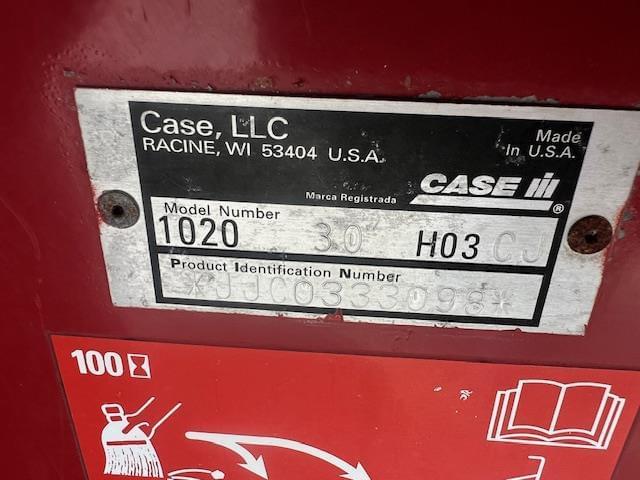 Case, LLC
RACINE, WI 53404 U.S.A.
Made
In U.S.A.
Marca Registrada
CASE IH
®
Model Number
1020 30 H03 CJ
Product Identification Number
*JJC0333098*
100